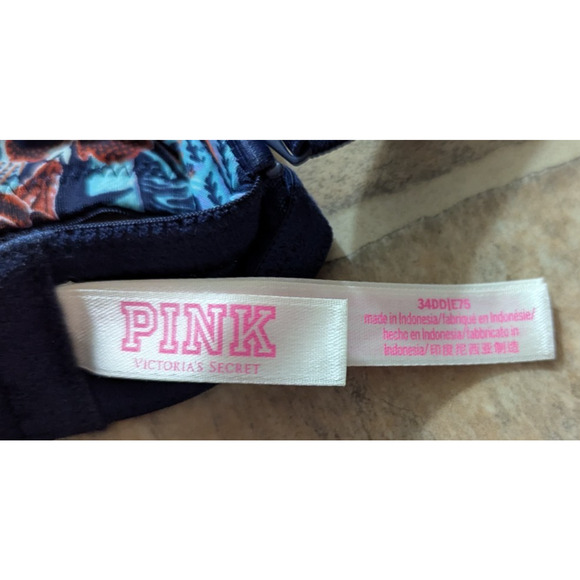 PINK
VICTORIA'S SECRET
34DD|E75
made in Indonesia/fabriqué en Indonésie/
hecho en Indonesia/fabbricato in
Indonesia/印度尼西亚制造